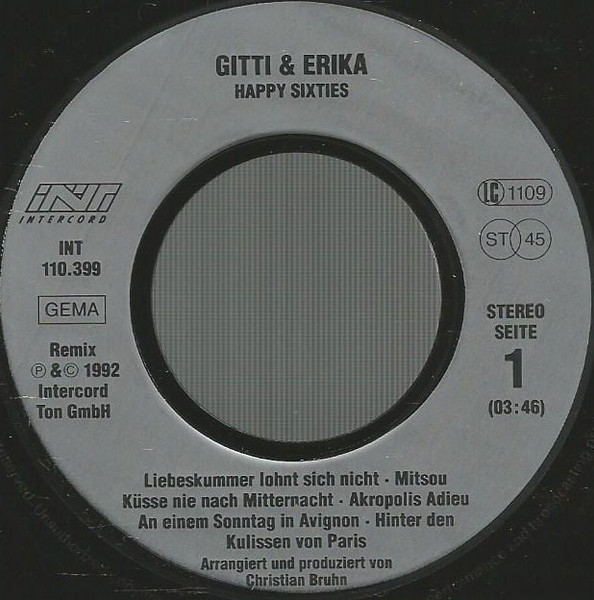 GITTI & ERIKA
HAPPY SIXTIES
INT
INTERCORD
INT
110.399
GEMA
Remix
Ⓟ & © 1992
Intercord
Ton GmbH
LC 1109
ST 45
STEREO
SEITE
1
(03:46)
Liebeskummer lohnt sich nicht · Mitsou
Küsse nie nach Mitternacht · Akropolis Adieu
An einem Sonntag in Avignon · Hinter den
Kulissen von Paris
Arrangiert und produziert von
Christian Bruhn